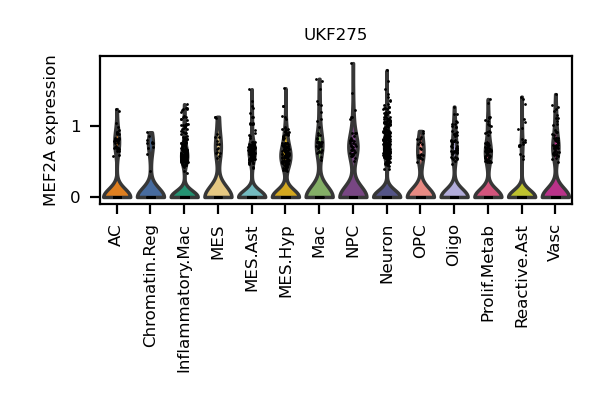 UKF275
MEF2A expression
1
0
AC
Chromatin.Reg
Inflammatory.Mac
MES
MES.Ast
MES.Hyp
Mac
NPC
Neuron
OPC
Oligo
Prolif.Metab
Reactive.Ast
Vasc